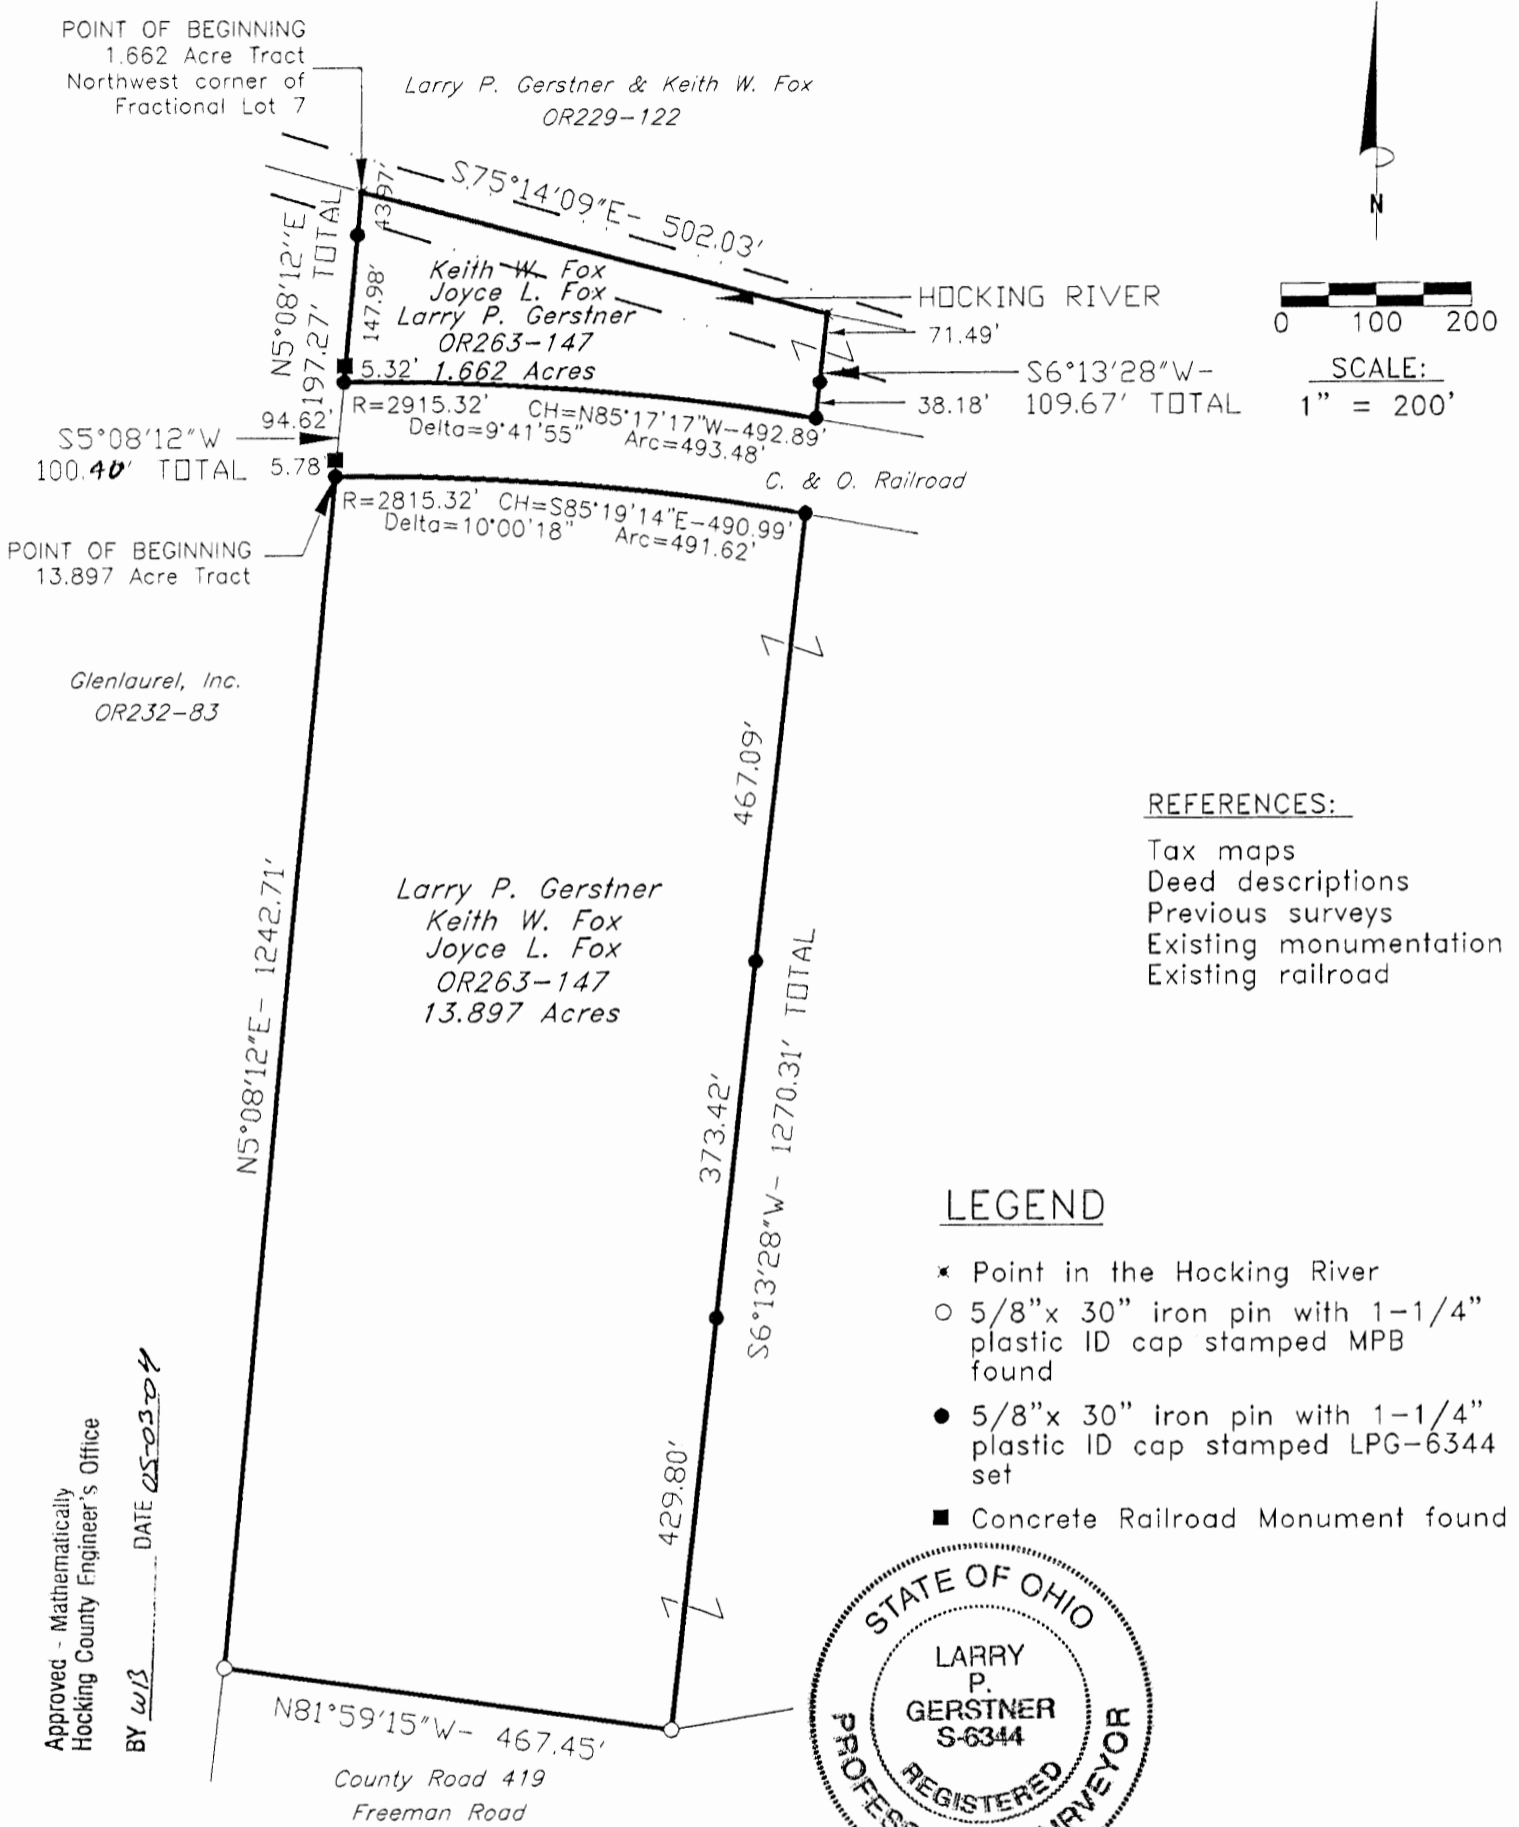 POINT OF BEGINNING
1.662 Acre Tract
Northwest corner of
Fractional Lot 7
Larry P. Gerstner & Keith W. Fox
OR229-122
N
0 100 200
SCALE:
1" = 200'
S75°14'09"E- 502.03'
43.97'
N5°08'12"E
197.27' TOTAL
147.98'
Keith W. Fox
Joyce L. Fox
Larry P. Gerstner
OR263-147
1.662 Acres
5.32'
HOCKING RIVER
71.49'
S6°13'28"W-
109.67' TOTAL
38.18'
R=2915.32' CH=N85°17'17"W-492.89'
Delta=9°41'55" Arc=493.48'
94.62'
S5°08'12"W
100.40' TOTAL
5.78'
C. & O. Railroad
R=2815.32' CH=S85°19'14"E-490.99'
Delta=10°00'18" Arc=491.62'
POINT OF BEGINNING
13.897 Acre Tract
Glenlaurel, Inc.
OR232-83
467.09'
REFERENCES:
Tax maps
Deed descriptions
Previous surveys
Existing monumentation
Existing railroad
N5°08'12"E- 1242.71'
Larry P. Gerstner
Keith W. Fox
Joyce L. Fox
OR263-147
13.897 Acres
373.42'
S6°13'28"W- 1270.31' TOTAL
429.80'
LEGEND
Point in the Hocking River
5/8"x 30" iron pin with 1-1/4"
plastic ID cap stamped MPB
found
5/8"x 30" iron pin with 1-1/4"
plastic ID cap stamped LPG-6344
set
Concrete Railroad Monument found
Approved - Mathematically
Hocking County Engineer's Office
BY WB DATE 05-03-04
N81°59'15"W- 467.45'
County Road 419
Freeman Road
STATE OF OHIO
LARRY
P.
GERSTNER
S-6344
REGISTERED